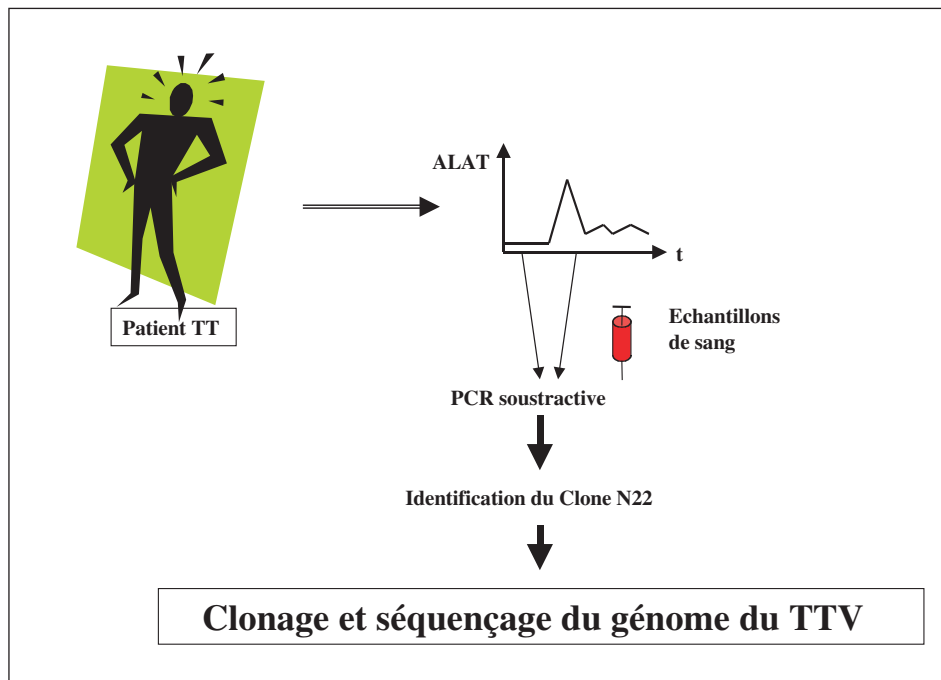 ALAT
t
Patient TT
Echantillons
de sang
PCR soustractive
Identification du Clone N22
Clonage et séquençage du génome du TTV